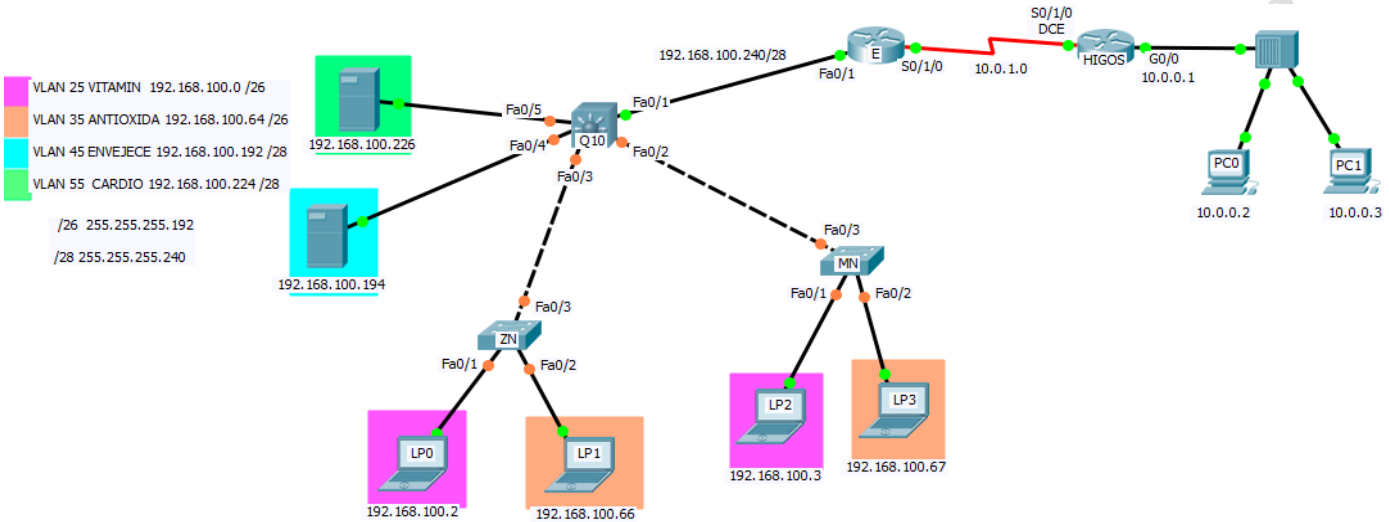 VLAN 25 VITAMIN 192.168.100.0 /26
VLAN 35 ANTIOXIDA 192.168.100.64 /26
VLAN 45 ENVEJECE 192.168.100.192 /28
VLAN 55 CARDIO 192.168.100.224 /28
/26 255.255.255.192
/28 255.255.255.240
192.168.100.226
192.168.100.194
Fa0/5
Fa0/4
Fa0/3
Fa0/1
Fa0/2
Q10
192.168.100.240/28
Fa0/1
E
S0/1/0
10.0.1.0
S0/1/0
DCE
HIGOS
G0/0
10.0.0.1
PC0
10.0.0.2
PC1
10.0.0.3
Fa0/3
ZN
Fa0/1
Fa0/2
LP0
192.168.100.2
LP1
192.168.100.66
Fa0/3
MN
Fa0/1
Fa0/2
LP2
192.168.100.3
LP3
192.168.100.67